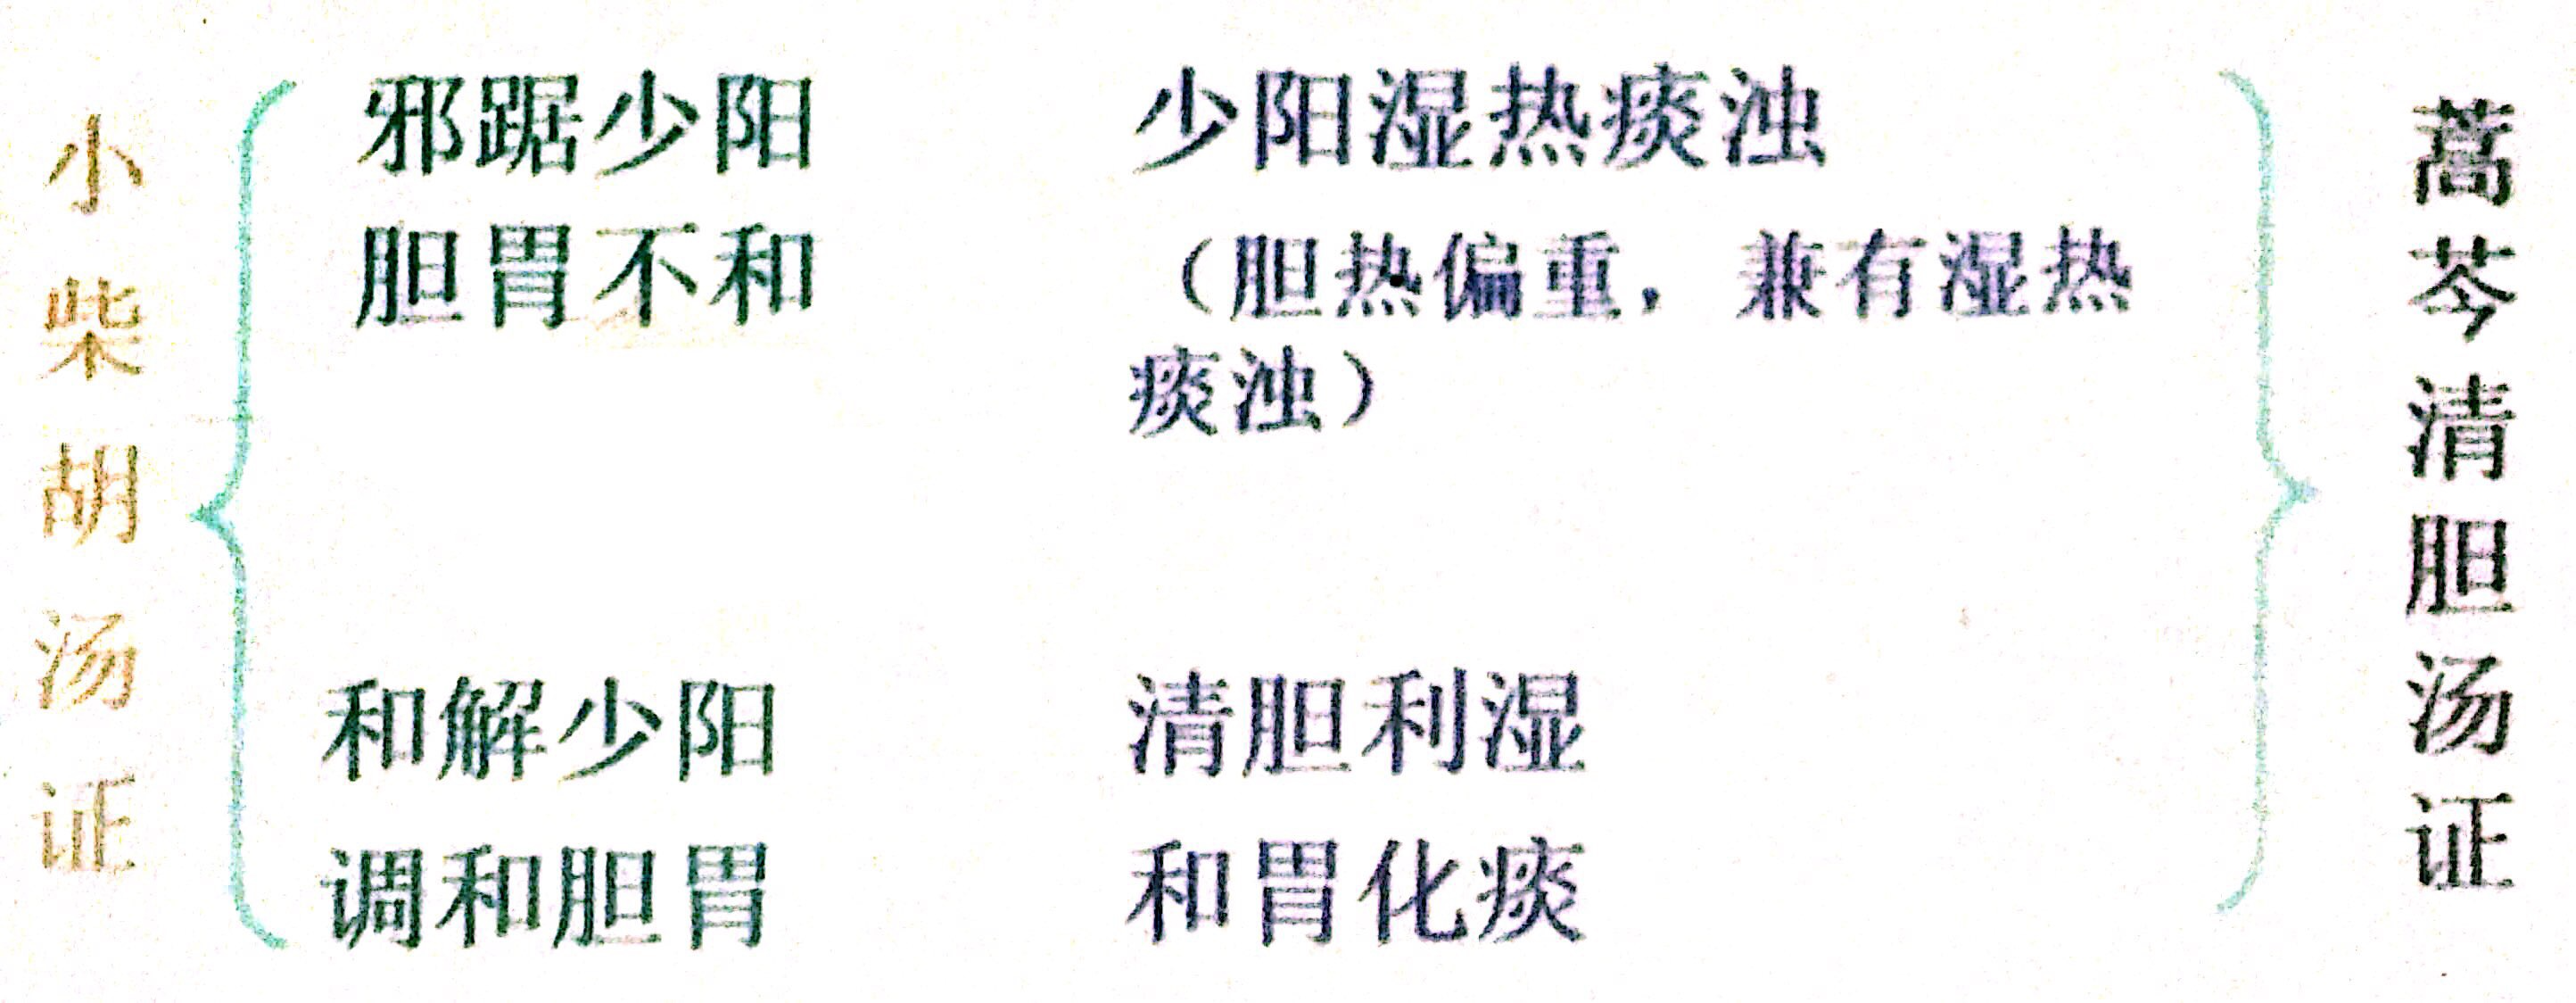 小柴胡汤证
邪踞少阳
胆胃不和
和解少阳
调和胆胃
少阳湿热痰浊
（胆热偏重，兼有湿热
痰浊）
清胆利湿
和胃化痰
蒿芩清胆汤证